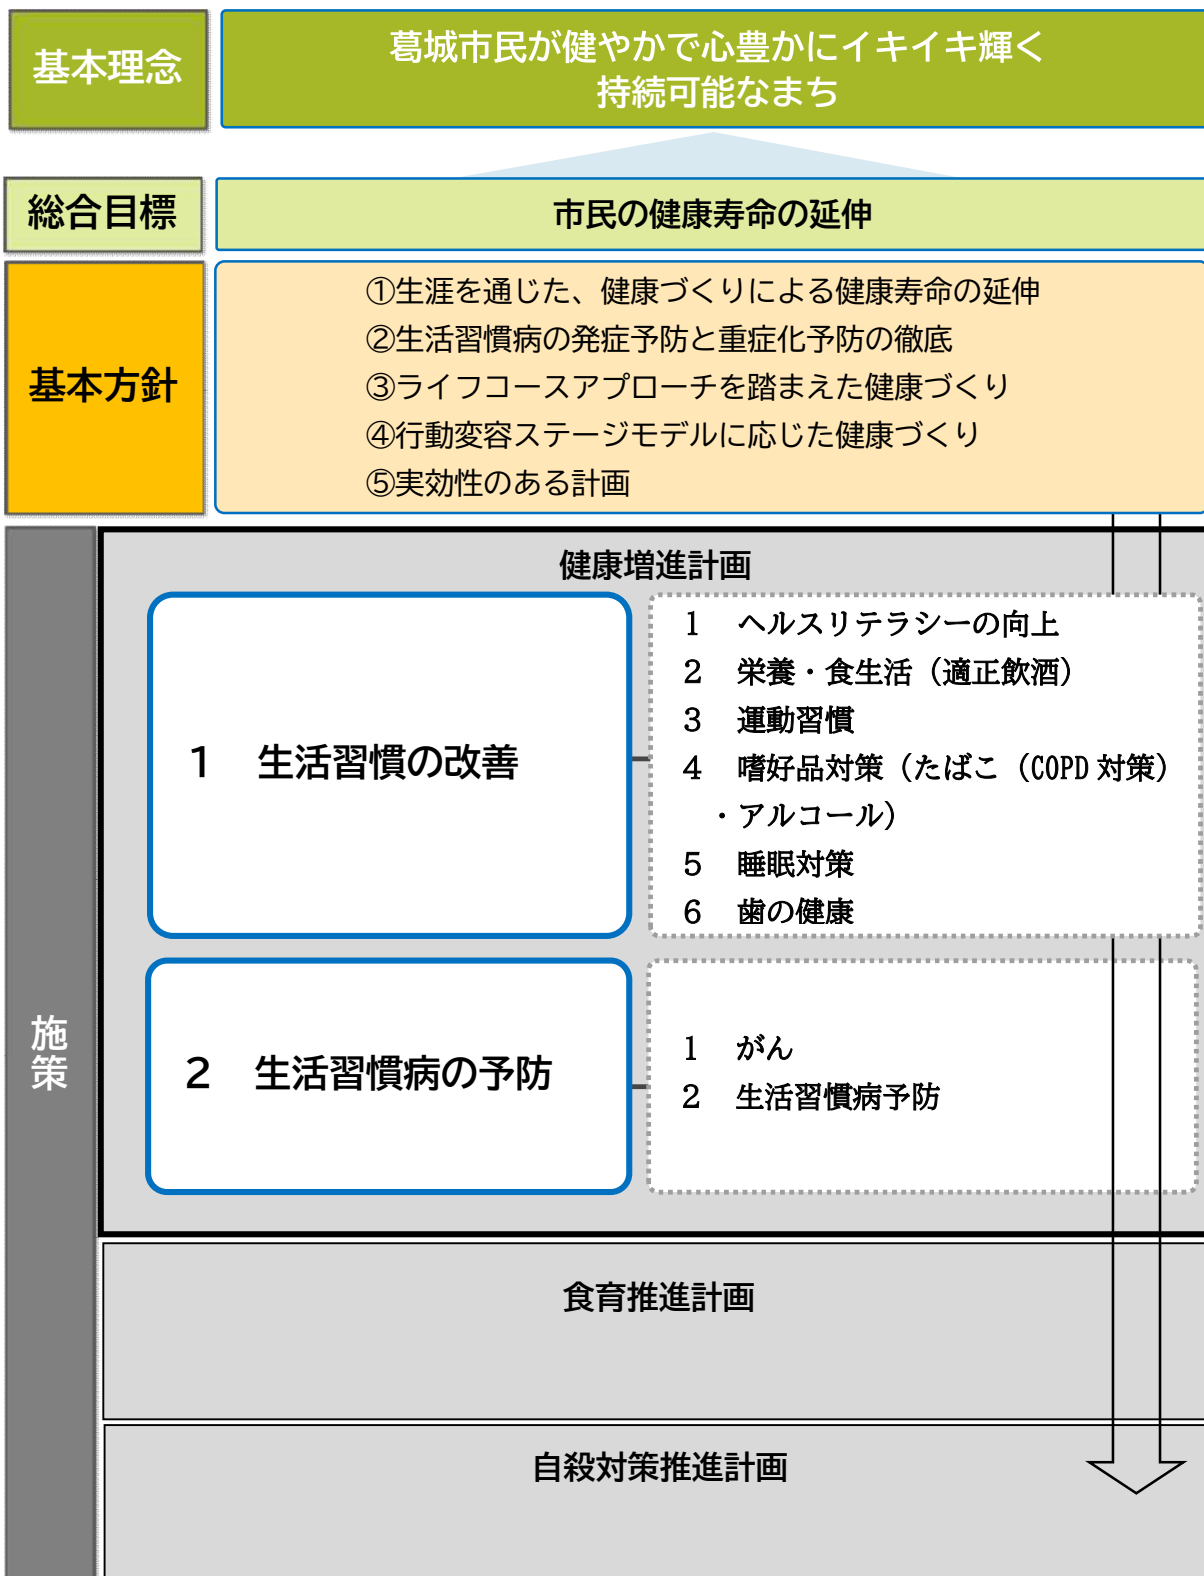 基本理念
葛城市民が健やかで心豊かにイキイキ輝く
持続可能なまち
総合目標
市民の健康寿命の延伸
基本方針
①生涯を通じた、健康づくりによる健康寿命の延伸
②生活習慣病の発症予防と重症化予防の徹底
③ライフコースアプローチを踏まえた健康づくり
④行動変容ステージモデルに応じた健康づくり
⑤実効性のある計画
施策
健康増進計画
1 生活習慣の改善
1 ヘルスリテラシーの向上
2 栄養・食生活（適正飲酒）
3 運動習慣
4 嗜好品対策（たばこ（COPD 対策）
・アルコール）
5 睡眠対策
6 歯の健康
2 生活習慣病の予防
1 がん
2 生活習慣病予防
食育推進計画
自殺対策推進計画